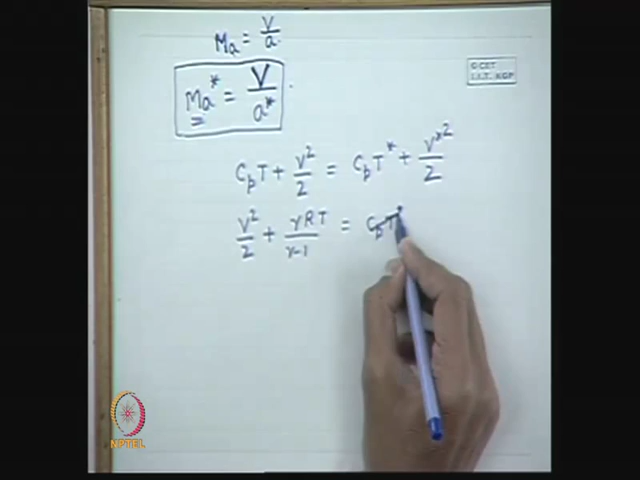 Ma = V/a
Ma* = V/a*
© CET
I.I.T. KGP
CpT + V²/2 = CpT* + V*²/2
V²/2 + γRT/γ-1 = CpT*
NPTEL